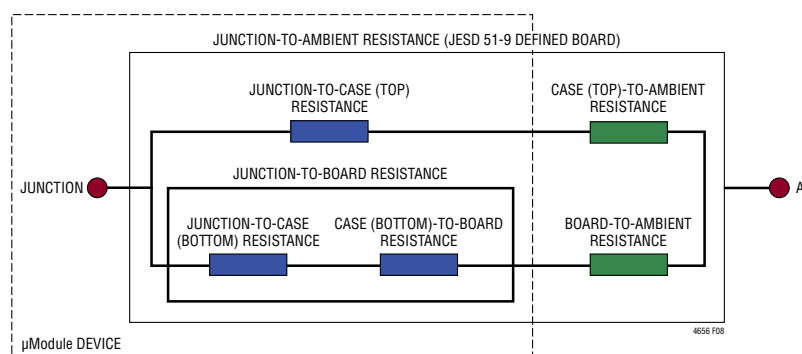 JUNCTION-TO-AMBIENT RESISTANCE (JESD 51-9 DEFINED BOARD)
JUNCTION-TO-CASE (TOP)
RESISTANCE
CASE (TOP)-TO-AMBIENT
RESISTANCE
JUNCTION-TO-BOARD RESISTANCE
JUNCTION
A
JUNCTION-TO-CASE
(BOTTOM) RESISTANCE
CASE (BOTTOM)-TO-BOARD
RESISTANCE
BOARD-TO-AMBIENT
RESISTANCE
4656 F08
µModule DEVICE